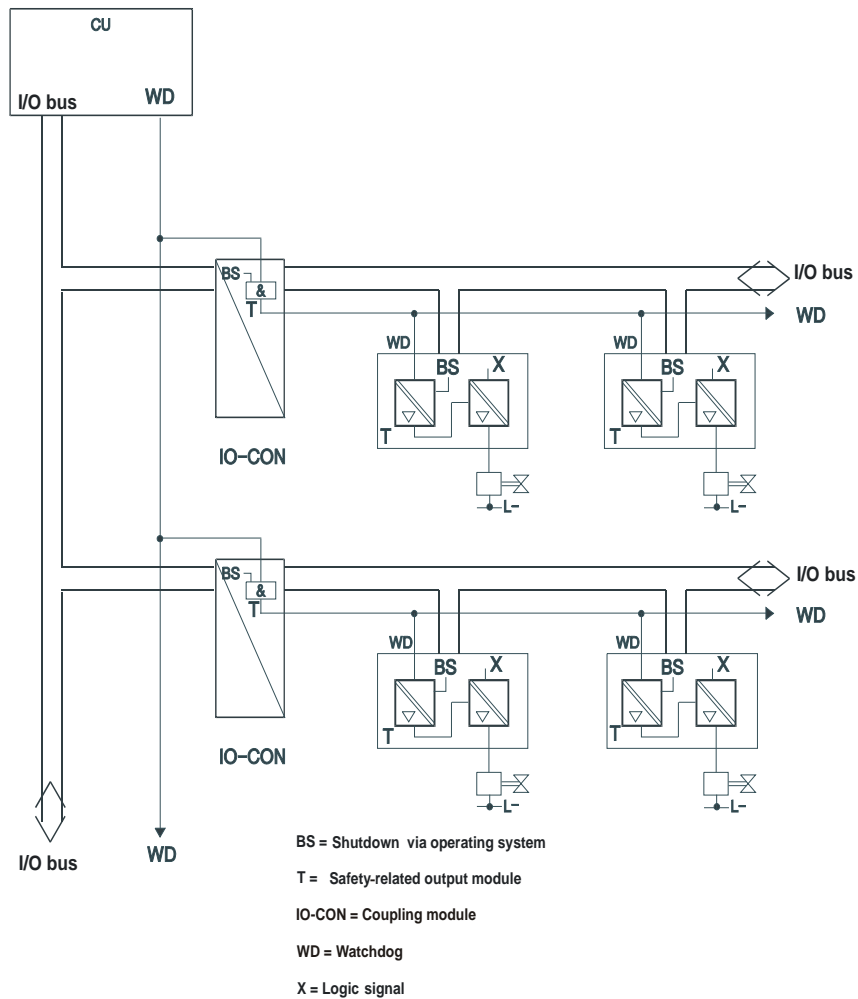 CU
I/O bus WD
BS
&
T
I/O bus
WD
WD
BS X
T
WD
BS X
T
IO-CON
L-
L-
BS
&
T
I/O bus
WD
WD
BS X
T
WD
BS X
T
IO-CON
L-
L-
I/O bus
WD
BS = Shutdown via operating system
T = Safety-related output module
IO-CON = Coupling module
WD = Watchdog
X = Logic signal